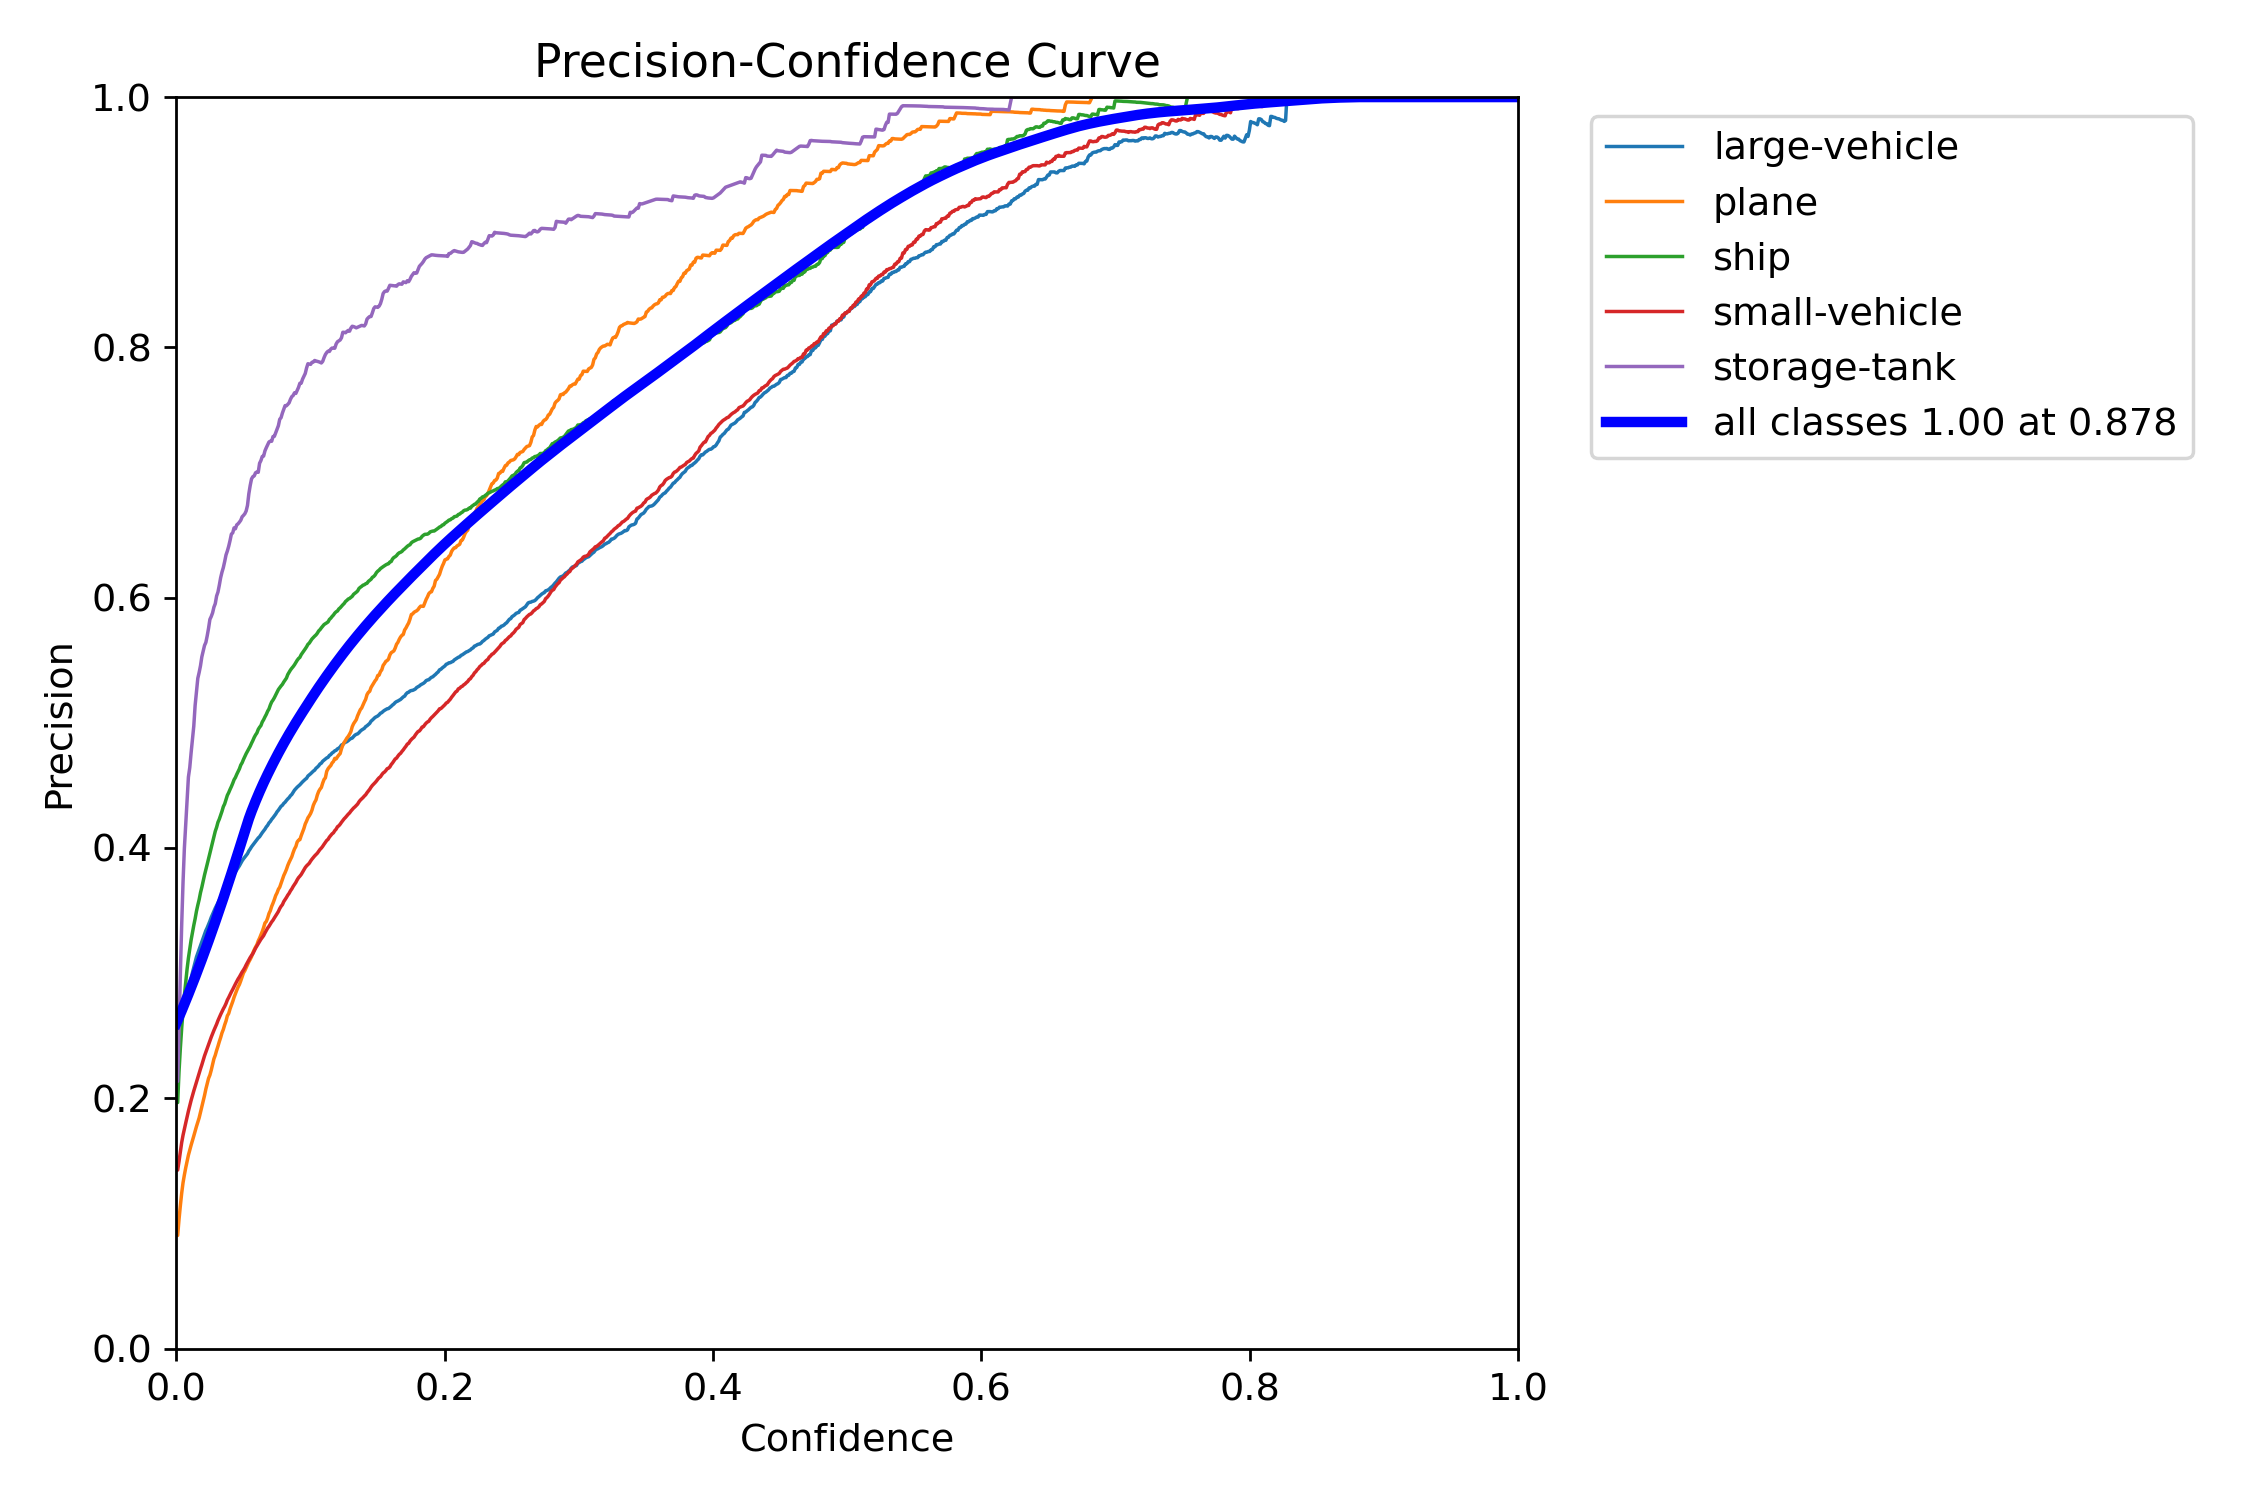 Precision-Confidence Curve
1.0
0.8
0.6
0.4
0.2
0.0
Precision
0.0 0.2 0.4 0.6 0.8 1.0
Confidence
large-vehicle
plane
ship
small-vehicle
storage-tank
all classes 1.00 at 0.878